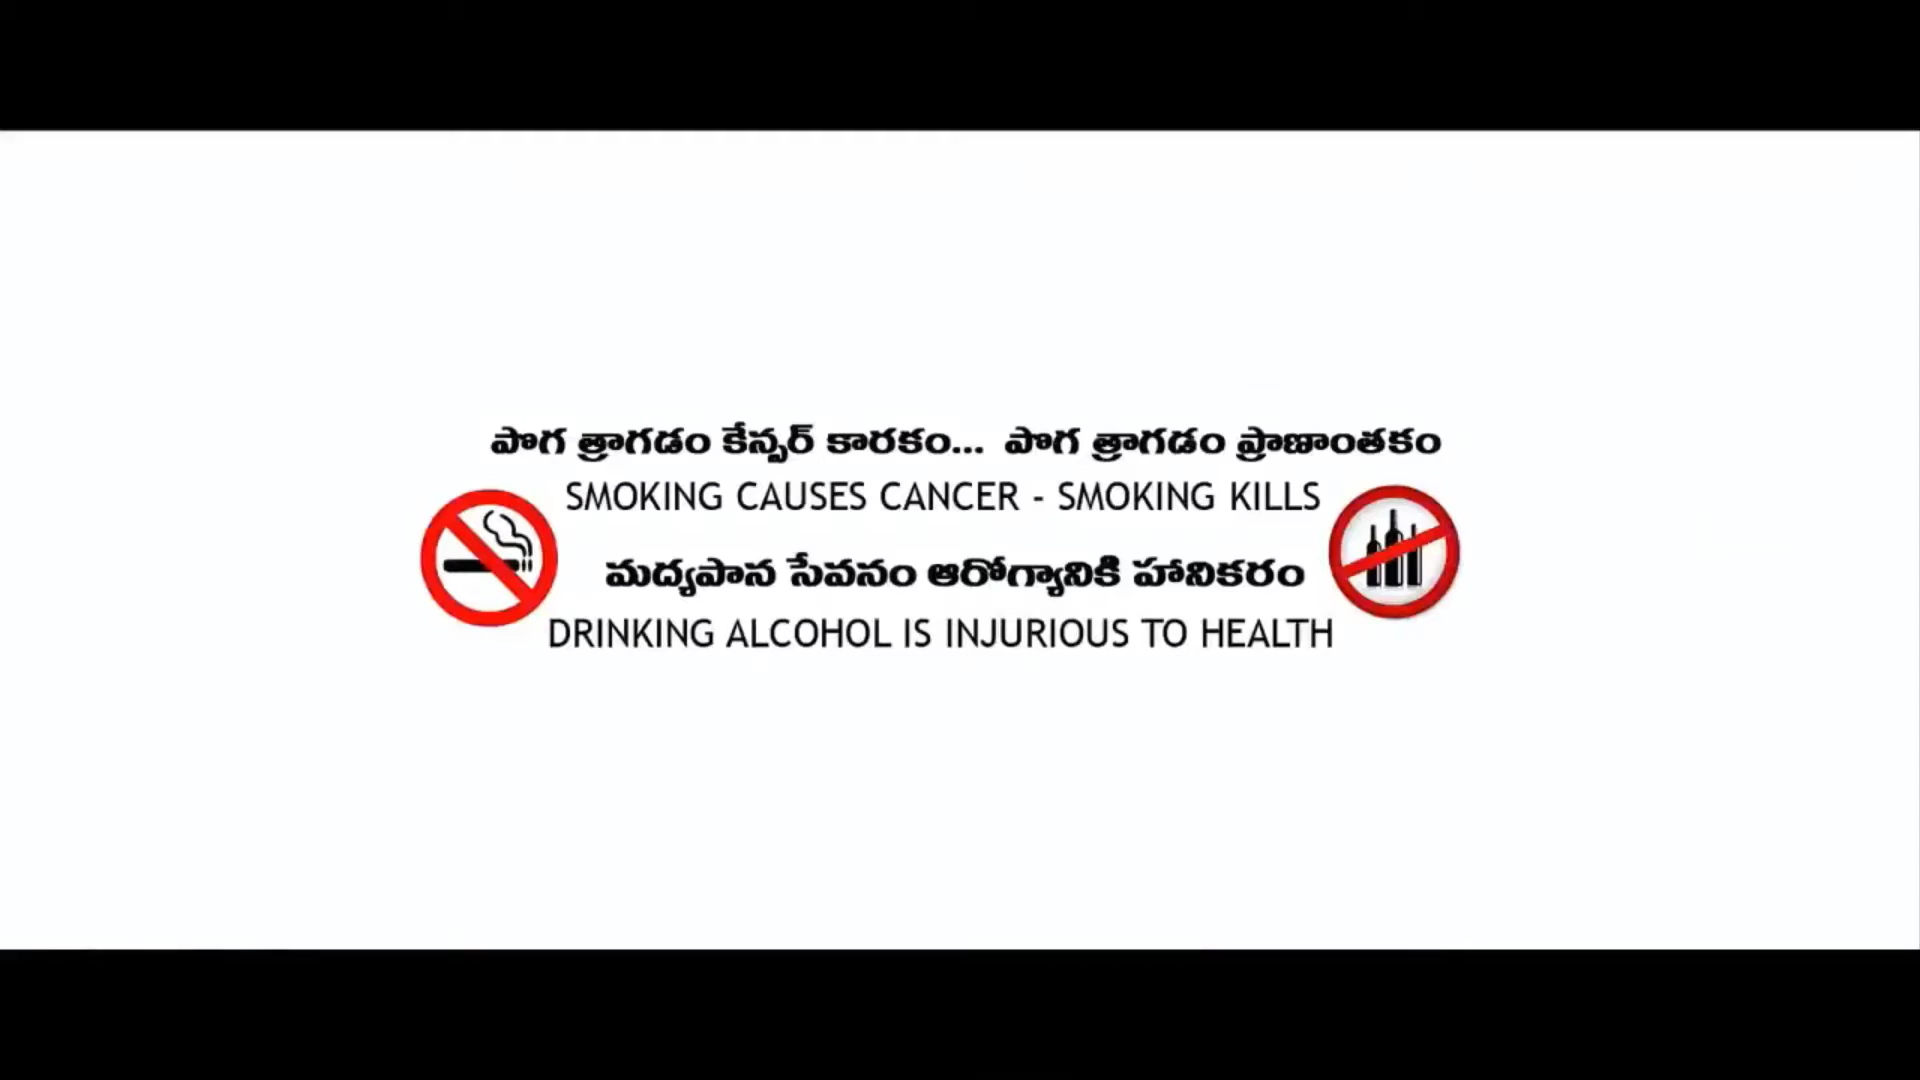 పొగ త్రాగడం కేన్సర్ కారకం... పొగ త్రాగడం ప్రాణాంతకం
SMOKING CAUSES CANCER - SMOKING KILLS
మద్యపాన సేవనం ఆరోగ్యానికి హానికరం
DRINKING ALCOHOL IS INJURIOUS TO HEALTH